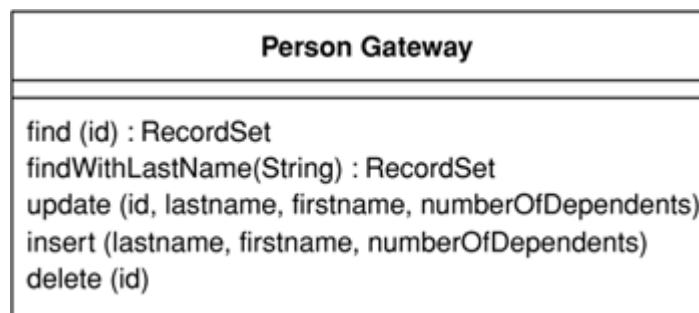 Person Gateway
find (id) : RecordSet
findWithLastName(String) : RecordSet
update (id, lastname, firstname, numberOfDependents)
insert (lastname, firstname, numberOfDependents)
delete (id)